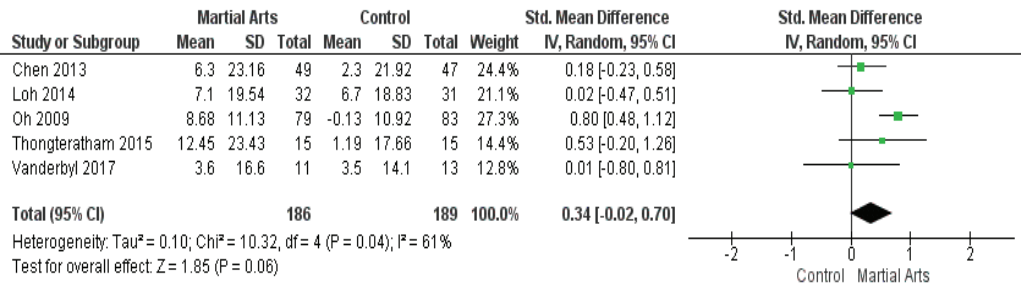 Martial Arts Control Std. Mean Difference Std. Mean Difference
Study or Subgroup Mean SD Total Mean SD Total Weight IV, Random, 95% CI IV, Random, 95% CI
Chen 2013 6.3 23.16 49 2.3 21.92 47 24.4% 0.18 [-0.23, 0.58]
Loh 2014 7.1 19.54 32 6.7 18.83 31 21.1% 0.02 [-0.47, 0.51]
Oh 2009 8.68 11.13 79 -0.13 10.92 83 27.3% 0.80 [0.48, 1.12]
Thongteratham 2015 12.45 23.43 15 1.19 17.66 15 14.4% 0.53 [-0.20, 1.26]
Vanderbyl 2017 3.6 16.6 11 3.5 14.1 13 12.8% 0.01 [-0.80, 0.81]
Total (95% CI) 186 189 100.0% 0.34 [-0.02, 0.70]
Heterogeneity: Tau² = 0.10; Chi² = 10.32, df = 4 (P = 0.04); I² = 61%
Test for overall effect: Z = 1.85 (P = 0.06)
-2 -1 0 1 2
Control Martial Arts